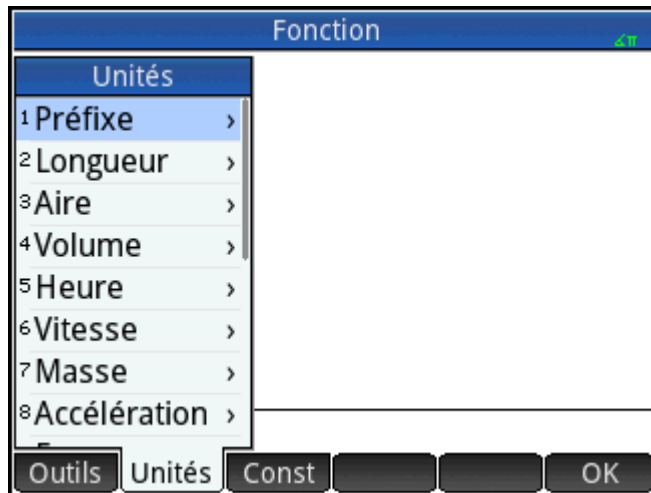 Fonction
∡π
Unités
1 Préfixe ›
2 Longueur ›
3 Aire ›
4 Volume ›
5 Heure ›
6 Vitesse ›
7 Masse ›
8 Accélération ›
Outils Unités Const OK